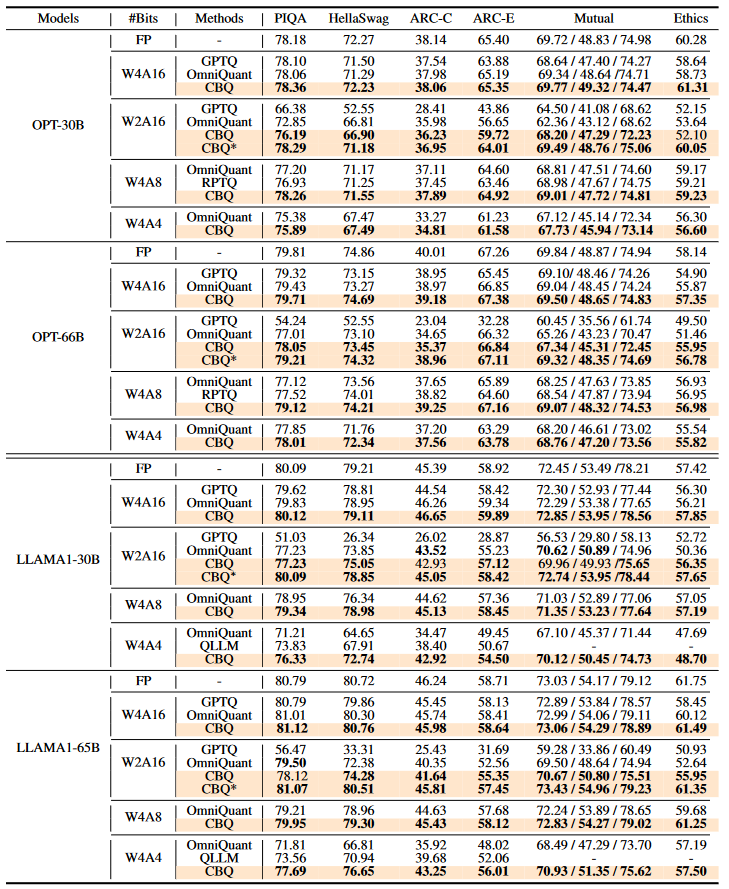 Models #Bits Methods PIQA HellaSwag ARC-C ARC-E Mutual Ethics
FP - 78.18 72.27 38.14 65.40 69.72 / 48.83 / 74.98 60.28
GPTQ 78.10 71.50 37.54 63.88 68.64 / 47.40 / 74.27 58.64
W4A16 OmniQuant 78.06 71.29 37.98 65.19 69.34 / 48.64 / 74.71 58.73
CBQ 78.36 72.23 38.06 65.35 69.77 / 49.32 / 74.47 61.31
GPTQ 66.38 52.55 28.41 43.86 64.50 / 41.08 / 68.62 52.15
OPT-30B W2A16 OmniQuant 72.85 66.81 35.98 56.65 62.36 / 43.12 / 68.62 53.64
CBQ 76.19 66.90 36.23 59.72 68.20 / 47.29 / 72.23 52.10
CBQ* 78.29 71.18 36.95 64.01 69.49 / 48.76 / 75.06 60.05
OmniQuant 77.20 71.17 37.11 64.60 68.81 / 47.51 / 74.60 59.17
W4A8 RPTQ 76.93 71.25 37.45 63.46 68.98 / 47.67 / 74.75 59.21
CBQ 78.26 71.55 37.89 64.92 69.01 / 47.72 / 74.81 59.23
W4A4 OmniQuant 75.38 67.47 33.27 61.23 67.12 / 45.14 / 72.34 56.30
CBQ 75.89 67.49 34.81 61.58 67.73 / 45.94 / 73.14 56.60
FP - 79.81 74.86 40.01 67.26 69.84 / 48.87 / 74.94 58.14
GPTQ 79.32 73.15 38.95 65.45 69.10/ 48.46 / 74.26 54.90
W4A16 OmniQuant 79.43 73.27 38.97 66.85 69.04 / 48.45 / 74.24 55.87
CBQ 79.71 74.69 39.18 67.38 69.50 / 48.65 / 74.83 57.35
GPTQ 54.24 52.55 23.04 32.28 60.45 / 35.56 / 61.74 49.50
OPT-66B W2A16 OmniQuant 77.01 73.10 34.65 66.32 65.26 / 43.23 / 70.47 51.46
CBQ 78.05 73.45 35.37 66.84 67.34 / 45.31 / 72.45 55.95
CBQ* 79.21 74.32 38.96 67.11 69.32 / 48.35 / 74.69 56.78
OmniQuant 77.12 73.56 37.65 65.89 68.25 / 47.63 / 73.85 56.93
W4A8 RPTQ 77.52 74.01 38.82 64.60 68.54 / 47.87 / 73.94 56.95
CBQ 79.12 74.21 39.25 67.16 69.07 / 48.32 / 74.53 56.98
W4A4 OmniQuant 77.85 71.76 37.20 63.29 68.20 / 46.61 / 73.02 55.54
CBQ 78.01 72.34 37.56 63.78 68.76 / 47.20 / 73.56 55.82
FP - 80.09 79.21 45.39 58.92 72.45 / 53.49 /78.21 57.42
GPTQ 79.62 78.81 44.54 58.42 72.30 / 52.93 / 77.44 56.30
W4A16 OmniQuant 79.83 78.95 46.26 59.34 72.29 / 53.38 / 77.65 56.21
CBQ 80.12 79.11 46.65 59.89 72.85 / 53.95 / 78.56 57.85
GPTQ 51.03 26.34 26.02 28.87 56.53 / 29.80 / 58.13 52.72
LLAMA1-30B W2A16 OmniQuant 77.23 73.85 43.52 55.23 70.62 / 50.89 / 74.96 50.36
CBQ 77.23 75.05 42.93 57.12 69.96 / 49.93 /75.65 56.35
CBQ* 80.09 78.85 45.05 58.42 72.74 / 53.95 / 78.44 57.65
W4A8 OmniQuant 78.95 76.34 44.62 57.36 71.03 / 52.89 / 77.06 57.05
CBQ 79.34 78.98 45.13 58.45 71.35 / 53.23 / 77.64 57.19
OmniQuant 71.21 64.65 34.47 49.45 67.10 / 45.37 / 71.44 47.69
W4A4 QLLM 73.83 67.91 38.40 50.67 - -
CBQ 76.33 72.74 42.92 54.50 70.12 / 50.45 / 74.73 48.70
FP - 80.79 80.72 46.24 58.71 73.03 / 54.17 / 79.12 61.75
GPTQ 80.79 79.86 45.45 58.13 72.89 / 53.84 / 78.57 58.45
W4A16 OmniQuant 81.01 80.30 45.74 58.41 72.99 / 54.06 / 79.11 60.12
CBQ 81.12 80.76 45.98 58.64 73.06 / 54.29 / 78.89 61.49
GPTQ 56.47 33.31 25.43 31.69 59.28 / 33.86 / 60.49 50.93
LLAMA1-65B W2A16 OmniQuant 79.50 72.38 40.35 52.56 69.50 / 48.64 / 74.94 52.64
CBQ 78.12 74.28 41.64 55.35 70.67 / 50.80 / 75.51 55.95
CBQ* 81.07 80.51 45.81 57.45 73.43 / 54.96 / 79.23 61.35
W4A8 OmniQuant 79.21 78.96 44.63 57.68 72.24 / 53.89 / 78.65 59.68
CBQ 79.95 79.30 45.43 58.12 72.83 / 54.27 / 79.02 61.25
OmniQuant 71.81 66.81 35.92 48.02 68.49 / 47.29 / 73.70 57.19
W4A4 QLLM 73.56 70.94 39.68 52.06 - -
CBQ 77.69 76.65 43.25 56.01 70.93 / 51.35 / 75.62 57.50